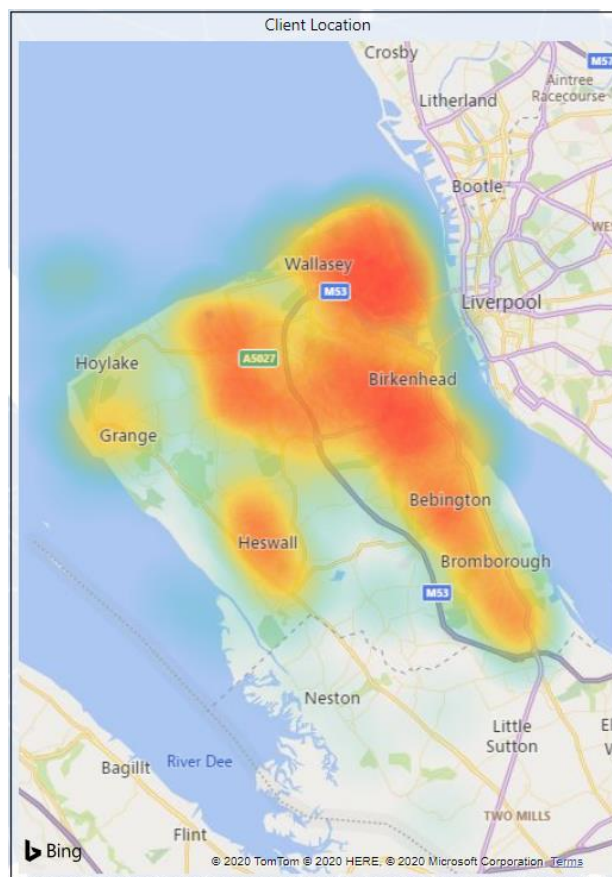 Client Location
Crosby
M57
Aintree
Racecourse
Litherland
Bootle
Wallasey
M53
Liverpool
A5027
Hoylake
Birkenhead
Grange
Bebington
Heswall
Bromborough
M53
Neston
Little
Sutton
River Dee
Bagillt
TWO MILLS
Flint
Bing
© 2020 TomTom © 2020 HERE, © 2020 Microsoft Corporation Terms